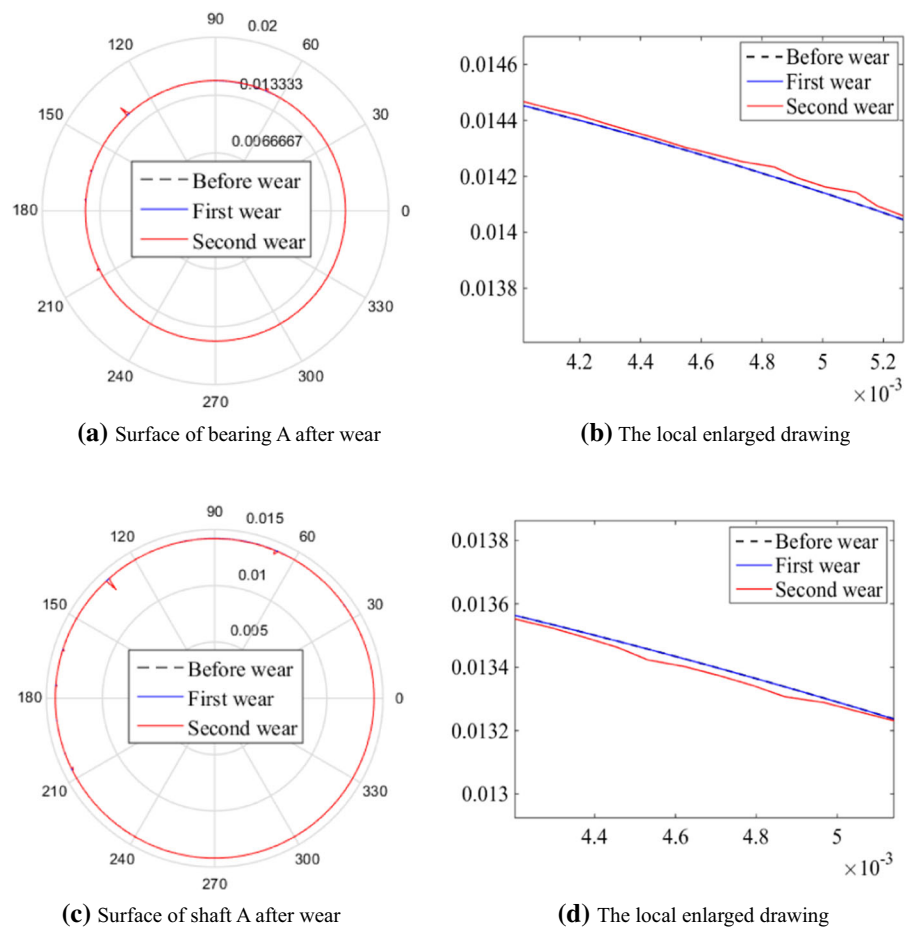 90
0.02
120
60
0.013333
150
30
0.0066667
Before wear
First wear
Second wear
180
0
210
330
240
300
270
(a) Surface of bearing A after wear
0.0146
0.0144
0.0142
0.014
0.0138
Before wear
First wear
Second wear
4.2 4.4 4.6 4.8 5 5.2
×10⁻³
(b) The local enlarged drawing
90
0.015
120
60
0.01
150
30
0.005
Before wear
First wear
Second wear
180
0
210
330
240
300
270
(c) Surface of shaft A after wear
0.0138
0.0136
0.0134
0.0132
0.013
Before wear
First wear
Second wear
4.4 4.6 4.8 5
×10⁻³
(d) The local enlarged drawing